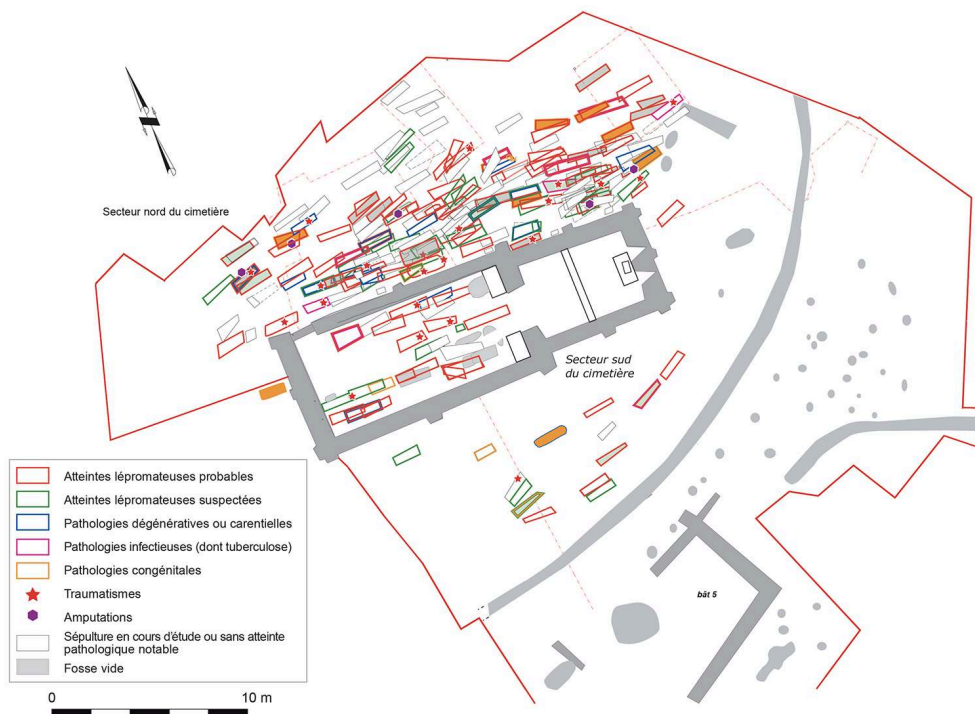 Secteur nord du cimetière
Secteur sud
du cimetière
Atteintes lépromateuses probables
Atteintes lépromateuses suspectées
Pathologies dégénératives ou carentielles
Pathologies infectieuses (dont tuberculose)
Pathologies congénitales
Traumatismes
Amputations
Sépulture en cours d'étude ou sans atteinte
pathologique notable
Fosse vide
bât 5
0 10 m